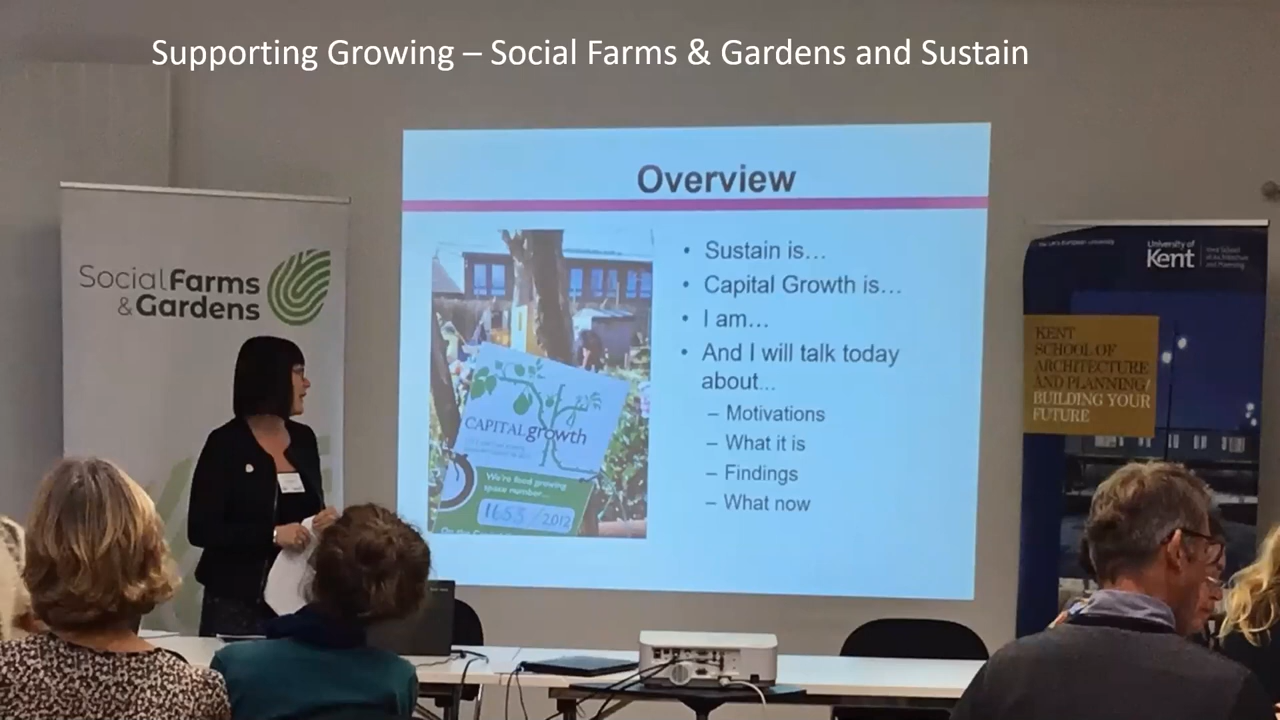 Supporting Growing – Social Farms & Gardens and Sustain
Overview
• Sustain is…
• Capital Growth is…
• I am…
• And I will talk today
about…
– Motivations
– What it is
– Findings
– What now
CAPITALgrowth
We're food growing
space number...
1653 /2012
Social Farms
& Gardens
University of
Kent
KENT
SCHOOL OF
ARCHITECTURE
AND PLANNING/
BUILDING YOUR
FUTURE